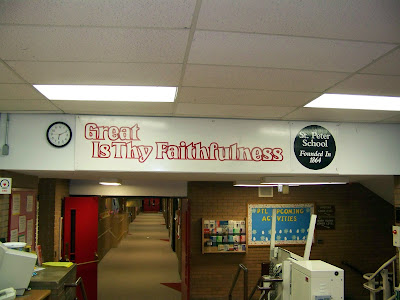 Great
Is Thy Faithfulness
St. Peter
School
Founded In
1864
UPCOMING
ACTIVITIES